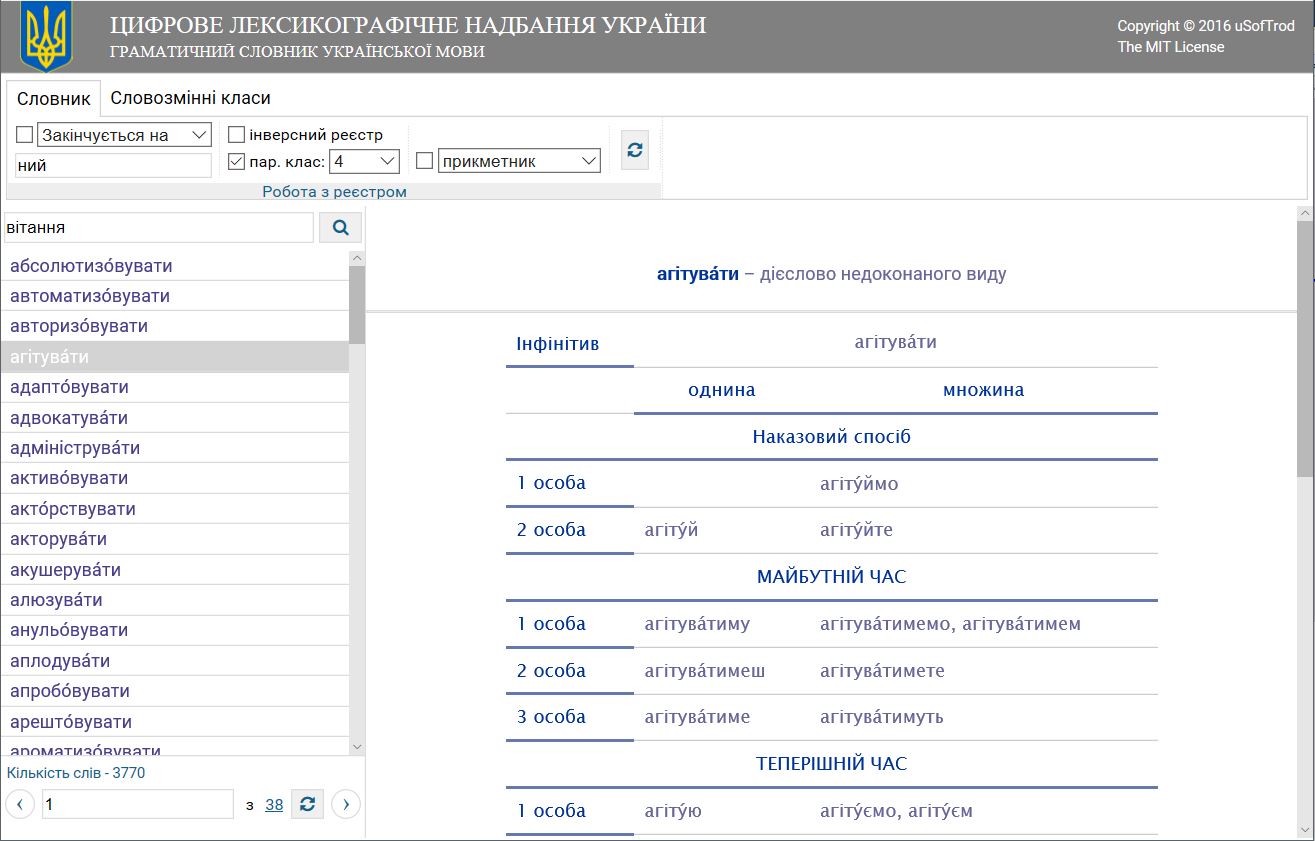 ЦИФРОВЕ ЛЕКСИКОГРАФІЧНЕ НАДБАННЯ УКРАЇНИ
ГРАМАТИЧНИЙ СЛОВНИК УКРАЇНСЬКОЇ МОВИ
Copyright © 2016 uSofTrod
The MIT License
Словник Словозмінні класи
Закінчується на інверсний реєстр
ний пар. клас: 4 прикметник
Робота з реєстром
вітання
абсолютизо́вувати
автоматизо́вувати
авторизо́вувати
агітува́ти
адапто́вувати
адвокатува́ти
адмініструва́ти
активо́вувати
акто́рствувати
акторува́ти
акушерува́ти
алюзува́ти
анульо́вувати
аплодува́ти
апробо́вувати
арешто́вувати
ароматизо́вувати
Кількість слів - 3770
1 з 38
агітува́ти – дієслово недоконаного виду
Інфінітив агітува́ти
однина множина
Наказовий спосіб
1 особа агіту́ймо
2 особа агіту́й агіту́йте
МАЙБУТНІЙ ЧАС
1 особа агітува́тиму агітува́тимемо, агітува́тимем
2 особа агітува́тимеш агітува́тимете
3 особа агітува́тиме агітува́тимуть
ТЕПЕРІШНІЙ ЧАС
1 особа агіту́ю агіту́ємо, агіту́єм